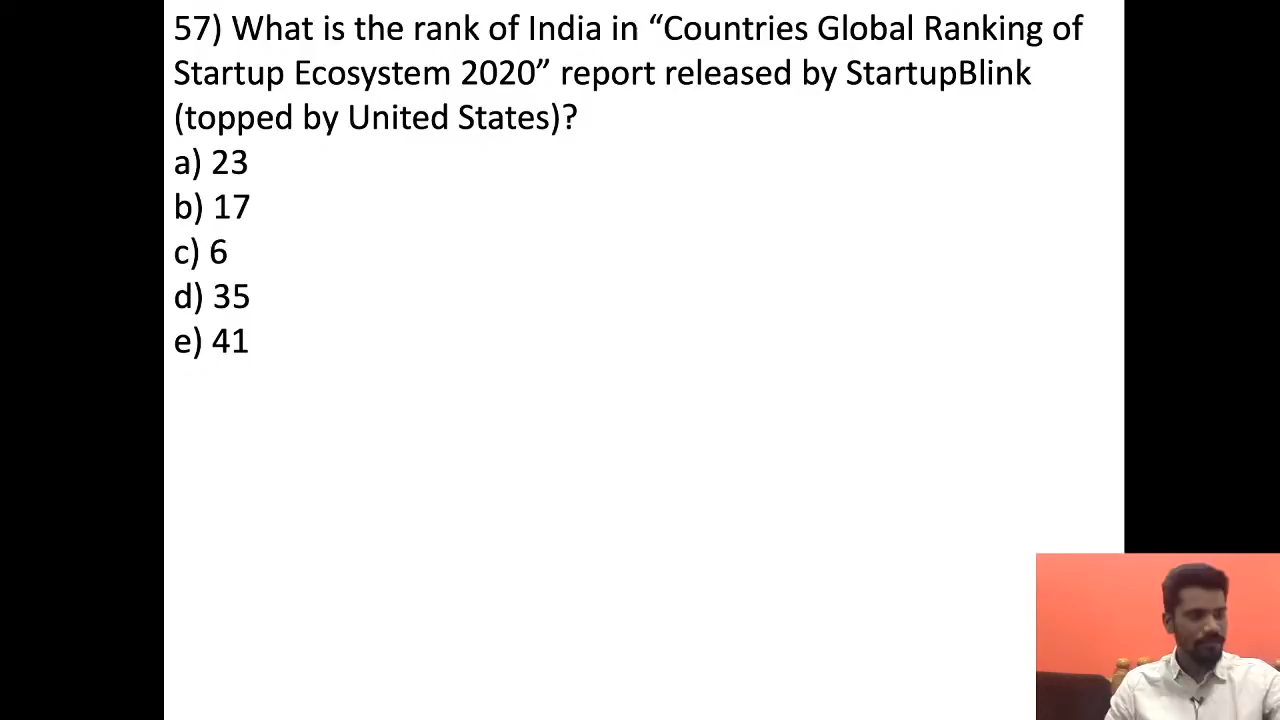 57) What is the rank of India in “Countries Global Ranking of
Startup Ecosystem 2020” report released by StartupBlink
(topped by United States)?
a) 23
b) 17
c) 6
d) 35
e) 41